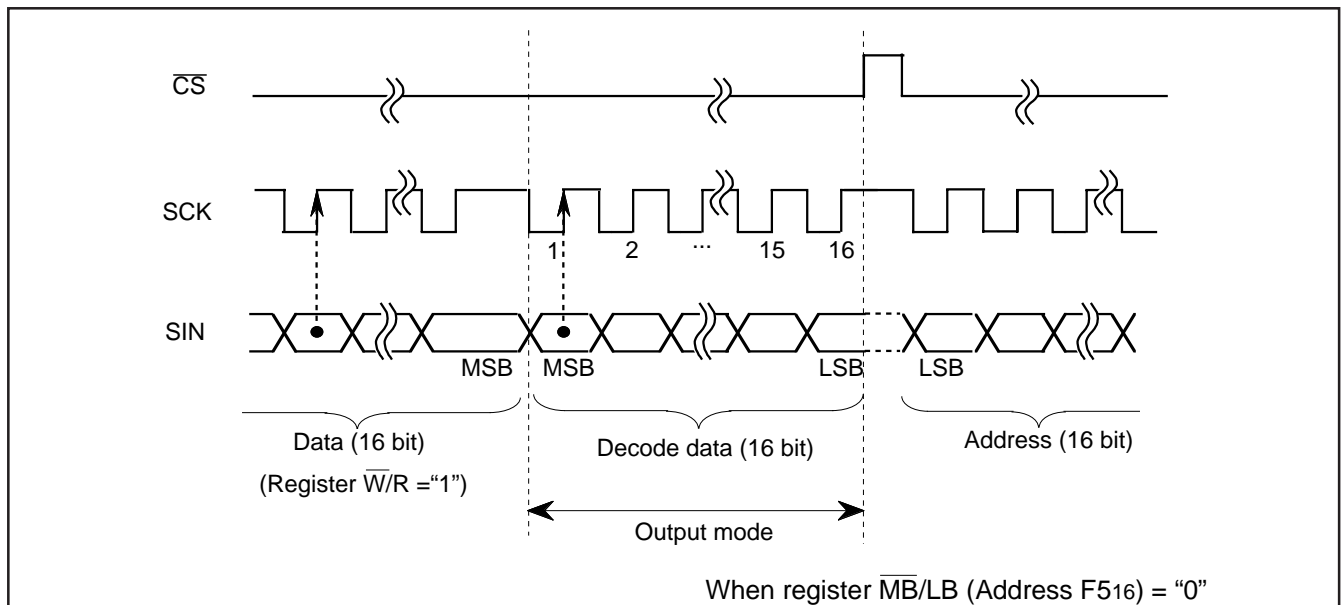 CS
SCK
1 2 ... 15 16
SIN
MSB MSB LSB LSB
Data (16 bit) Decode data (16 bit) Address (16 bit)
(Register W/R ="1")
Output mode
When register MB/LB (Address F516) = "0"